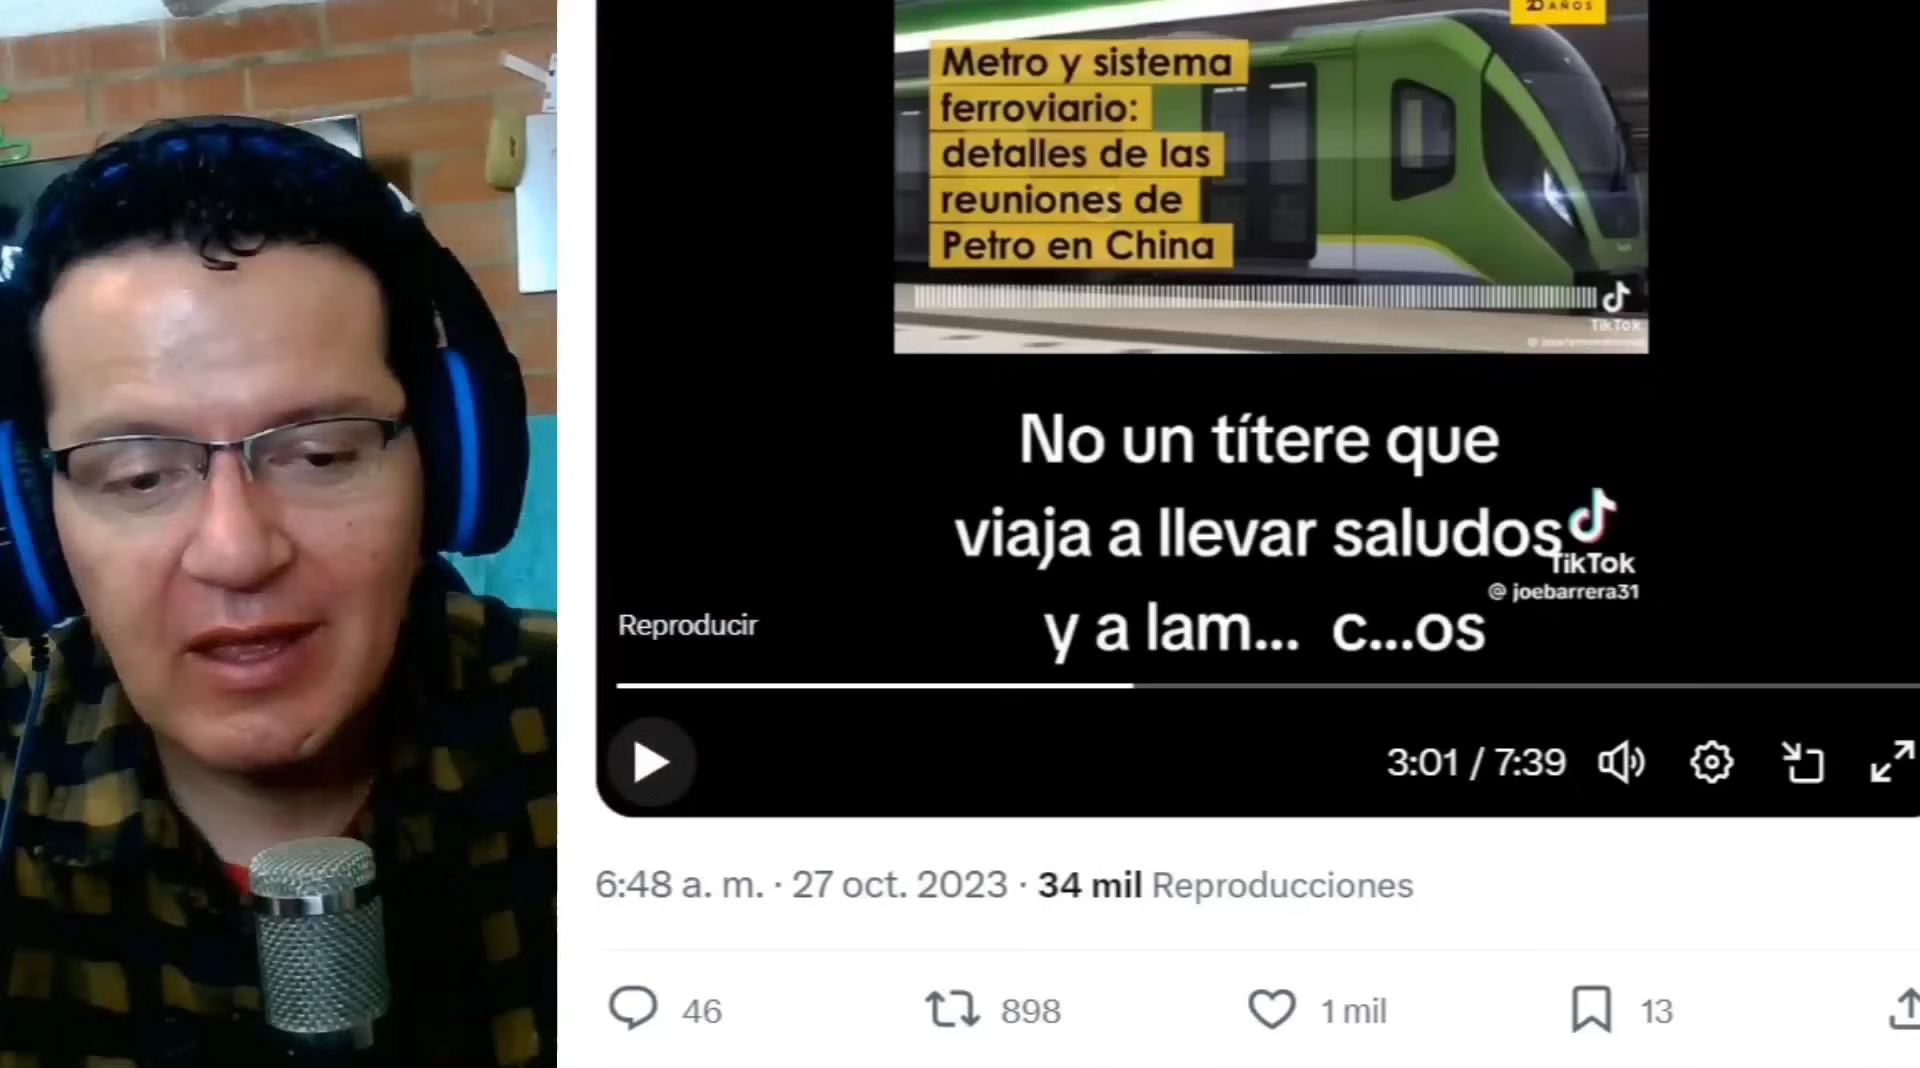 20 AÑOS
Metro y sistema
ferroviario:
detalles de las
reuniones de
Petro en China
TikTok
No un títere que
viaja a llevar saludos
TikTok
@ joebarrera31
y a lam... c...os
Reproducir
3:01 / 7:39
6:48 a. m. · 27 oct. 2023 · 34 mil Reproducciones
46 898 1 mil 13